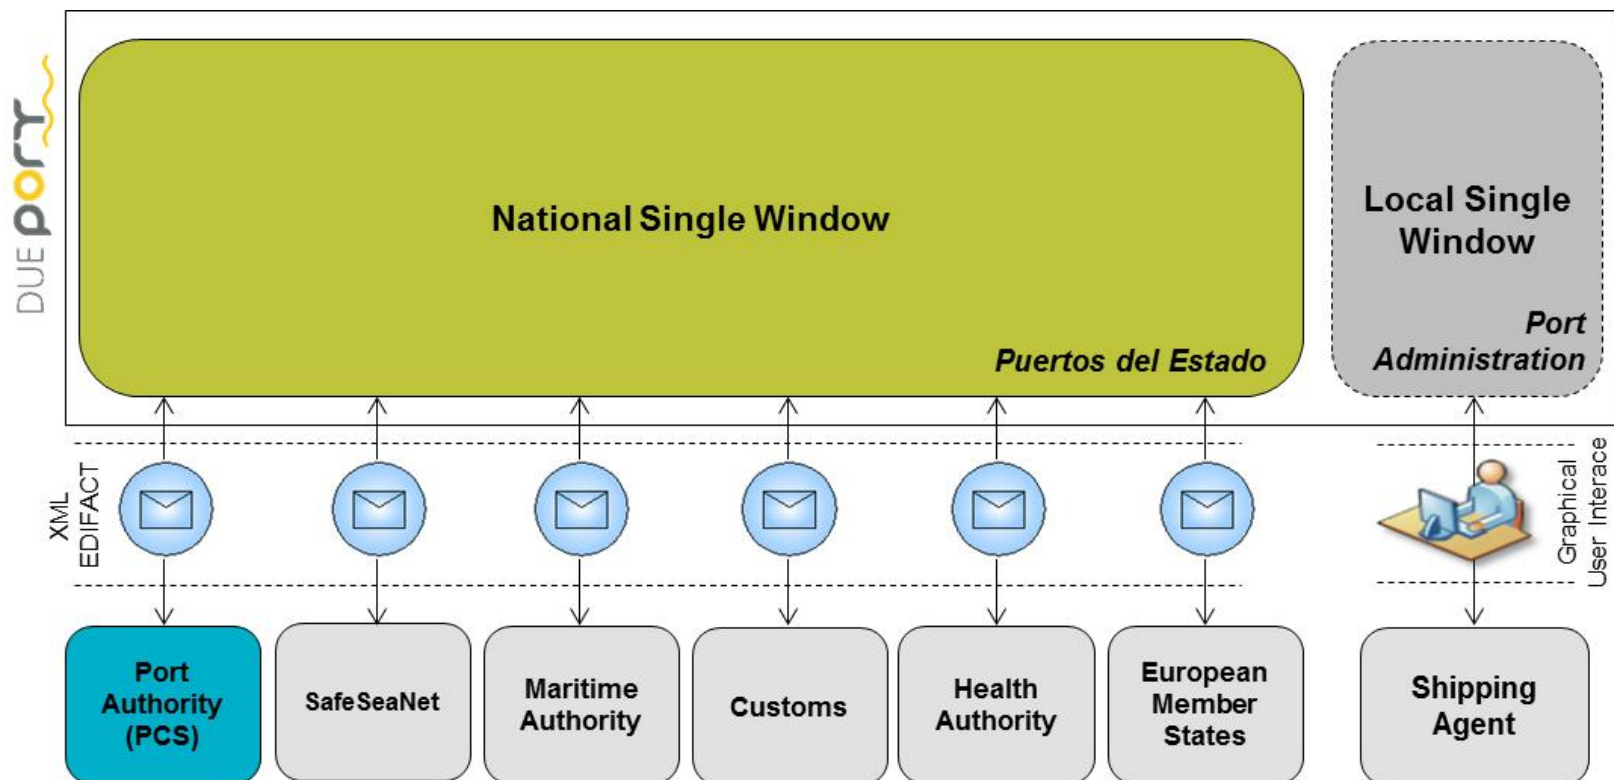 DUE porT
National Single Window
Puertos del Estado
Local Single
Window
Port
Administration
XML
EDIFACT
Graphical
User Interace
Port
Authority
(PCS)
SafeSeaNet
Maritime
Authority
Customs
Health
Authority
European
Member
States
Shipping
Agent